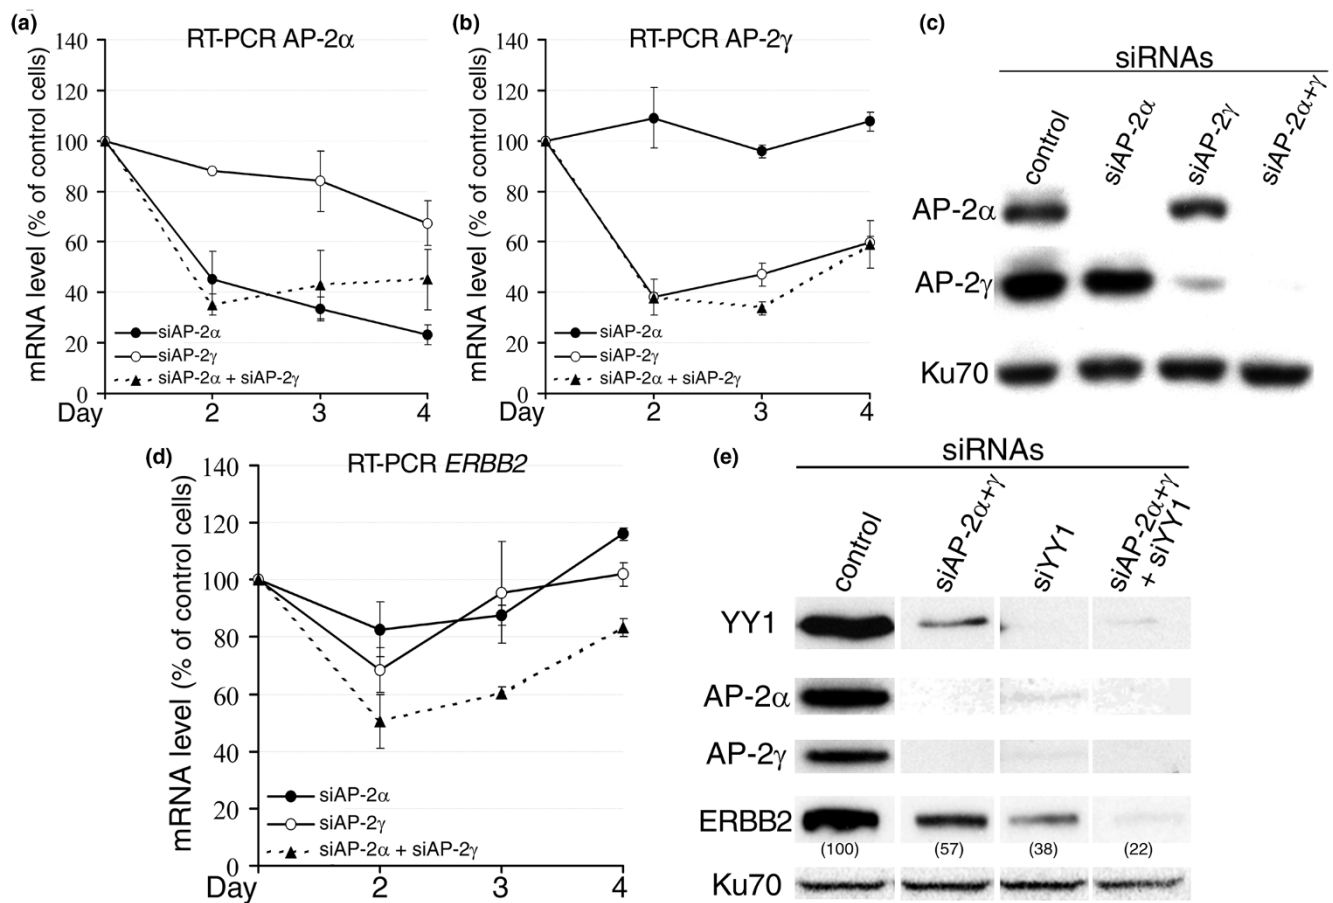 (a)
RT-PCR AP-2α
mRNA level (% of control cells)
140
120
100
80
60
40
20
0
siAP-2α
siAP-2γ
siAP-2α + siAP-2γ
Day
2
3
4
(b)
RT-PCR AP-2γ
mRNA level (% of control cells)
140
120
100
80
60
40
20
0
siAP-2α
siAP-2γ
siAP-2α + siAP-2γ
Day
2
3
4
(c)
siRNAs
control
siAP-2α
siAP-2γ
siAP-2α+γ
AP-2α
AP-2γ
Ku70
(d)
RT-PCR ERBB2
mRNA level (% of control cells)
140
120
100
80
60
40
20
0
siAP-2α
siAP-2γ
siAP-2α + siAP-2γ
Day
2
3
4
(e)
siRNAs
control
siAP-2α+γ
siYY1
siAP-2α+γ
+ siYY1
YY1
AP-2α
AP-2γ
ERBB2
(100)
(57)
(38)
(22)
Ku70